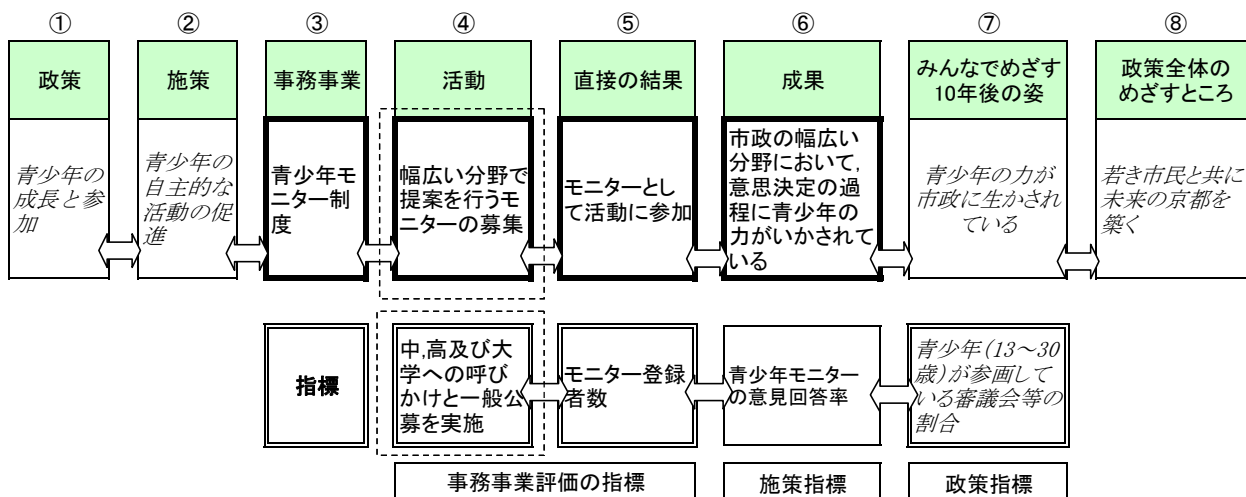 ① ② ③ ④ ⑤ ⑥ ⑦ ⑧
政策
施策
事務事業
活動
直接の結果
成果
みんなでめざす
10年後の姿
政策全体の
めざすところ
青少年の
成長と参
加
青少年の
自主的な
活動の促
進
青少年モ
ニター制
度
幅広い分野で
提案を行うモ
ニターの募集
モニターとし
て活動に参加
市政の幅広い
分野において,
意思決定の過
程に青少年の
力がいかされて
いる
青少年の力が
市政に生かされ
ている
若き市民と共に
未来の京都を
築く
指標
中,高及び大
学への呼び
かけと一般公
募を実施
モニター登録
者数
青少年モニター
の意見回答率
青少年(13～30
歳)が参画して
いる審議会等の
割合
事務事業評価の指標
施策指標
政策指標